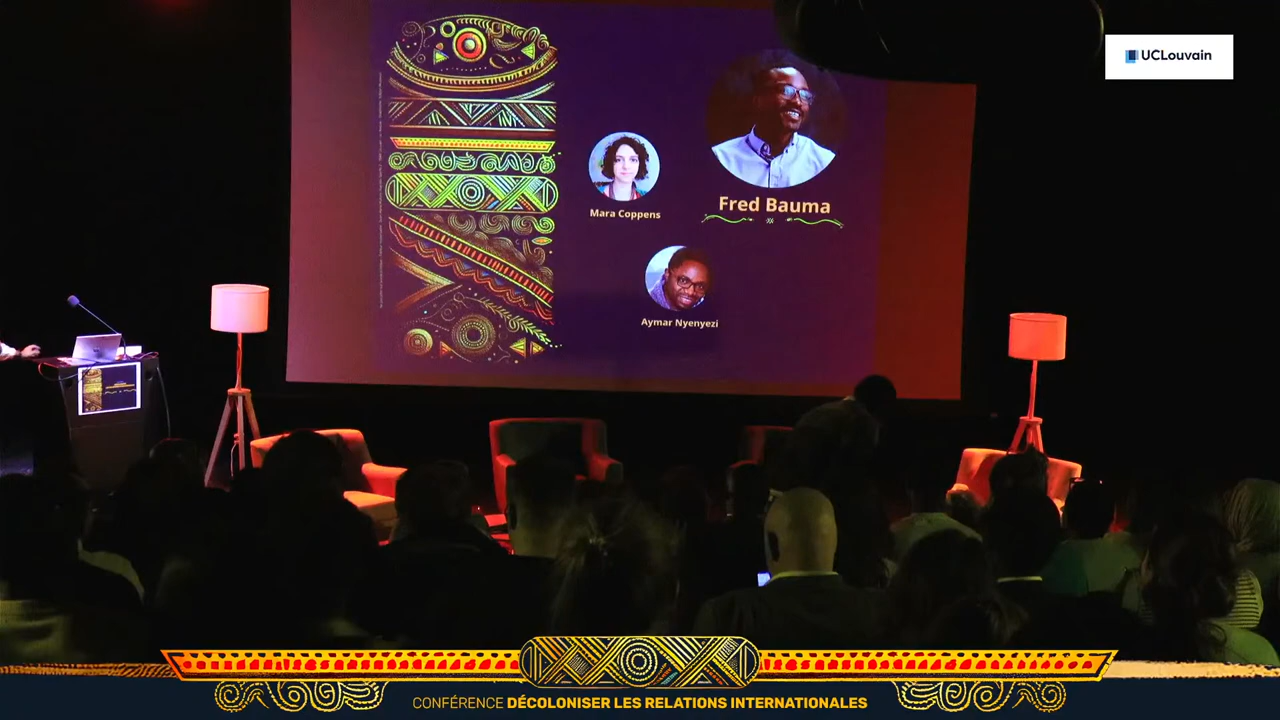 UCLouvain
Fred Bauma
Mara Coppens
Aymar Nyenyezi
CONFÉRENCE DÉCOLONISER LES RELATIONS INTERNATIONALES